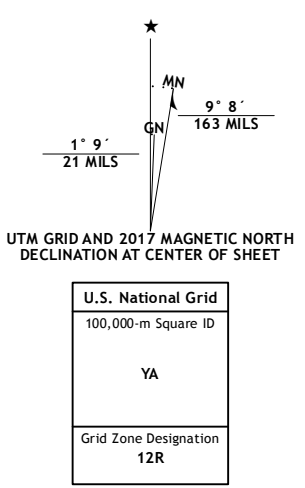 ★
MN
9° 8´
163 MILS
GN
1° 9´
21 MILS
UTM GRID AND 2017 MAGNETIC NORTH
DECLINATION AT CENTER OF SHEET
U.S. National Grid
100,000-m Square ID
YA
Grid Zone Designation
12R